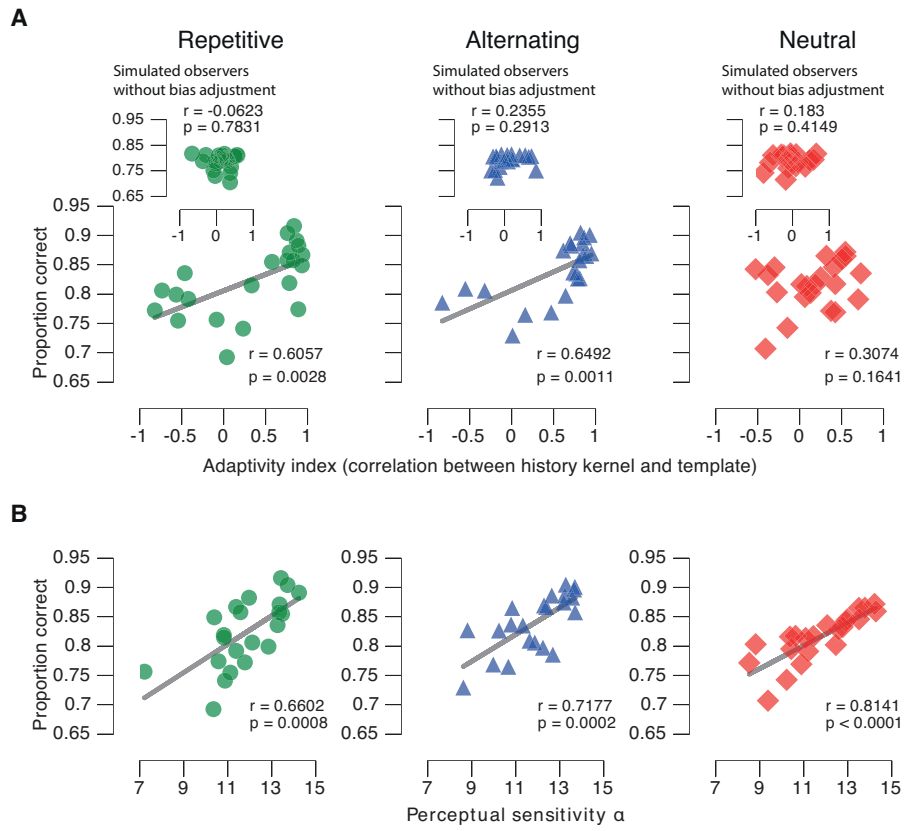 A
Repetitive
Alternating
Neutral
Simulated observers
without bias adjustment
r = -0.0623
p = 0.7831
Simulated observers
without bias adjustment
r = 0.2355
p = 0.2913
Simulated observers
without bias adjustment
r = 0.183
p = 0.4149
0.95
0.85
0.75
0.65
-1 0 1
-1 0 1
-1 0 1
Proportion correct
0.95
0.9
0.85
0.8
0.75
0.7
0.65
r = 0.6057
p = 0.0028
r = 0.6492
p = 0.0011
r = 0.3074
p = 0.1641
-1 -0.5 0 0.5 1
-1 -0.5 0 0.5 1
-1 -0.5 0 0.5 1
Adaptivity index (correlation between history kernel and template)
B
Proportion correct
0.95
0.9
0.85
0.8
0.75
0.7
0.65
r = 0.6602
p = 0.0008
0.95
0.9
0.85
0.8
0.75
0.7
0.65
r = 0.7177
p = 0.0002
0.95
0.9
0.85
0.8
0.75
0.7
0.65
r = 0.8141
p < 0.0001
7 9 11 13 15
7 9 11 13 15
7 9 11 13 15
Perceptual sensitivity α